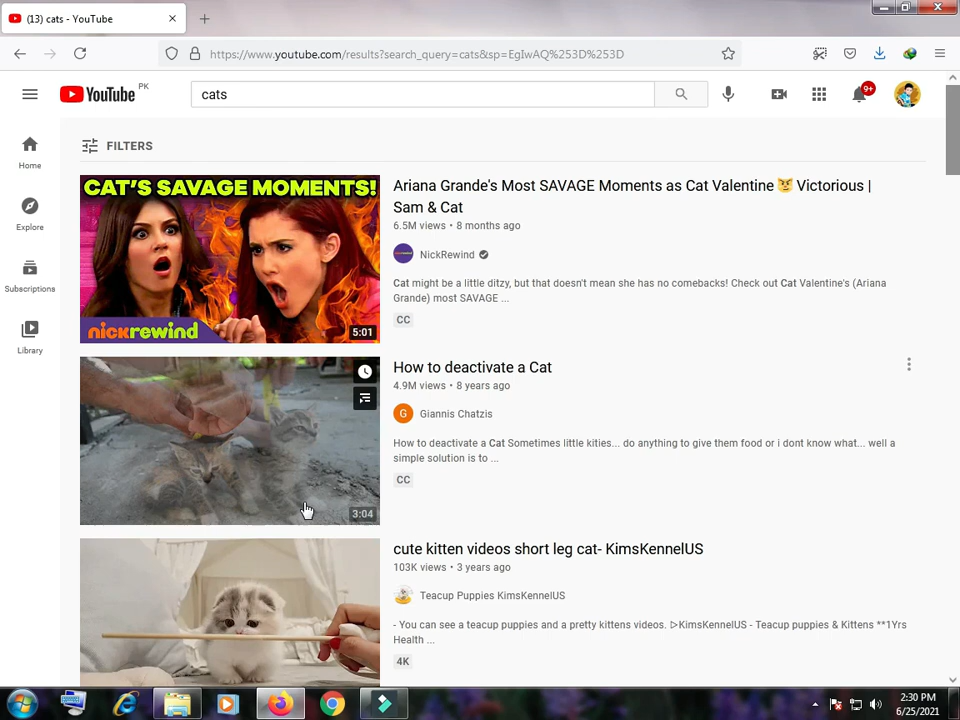 (13) cats - YouTube
https://www.youtube.com/results?search_query=cats&sp=EgIwAQ%253D%253D
YouTube PK
cats
9+
Home
Explore
Subscriptions
Library
FILTERS
CAT'S SAVAGE MOMENTS!
nickrewind
5:01
Ariana Grande's Most SAVAGE Moments as Cat Valentine 😼 Victorious |
Sam & Cat
6.5M views • 8 months ago
NickRewind
Cat might be a little ditzy, but that doesn't mean she has no comebacks! Check out Cat Valentine's (Ariana
Grande) most SAVAGE ...
CC
3:04
How to deactivate a Cat
4.9M views • 8 years ago
G
Giannis Chatzis
How to deactivate a Cat Sometimes little kities... do anything to give them food or i dont know what... well a
simple solution is to ...
CC
cute kitten videos short leg cat- KimsKennelUS
103K views • 3 years ago
Teacup Puppies KimsKennelUS
- You can see a teacup puppies and a pretty kittens videos. ▷KimsKennelUS - Teacup puppies & Kittens **1Yrs
Health ...
4K
2:30 PM
6/25/2021